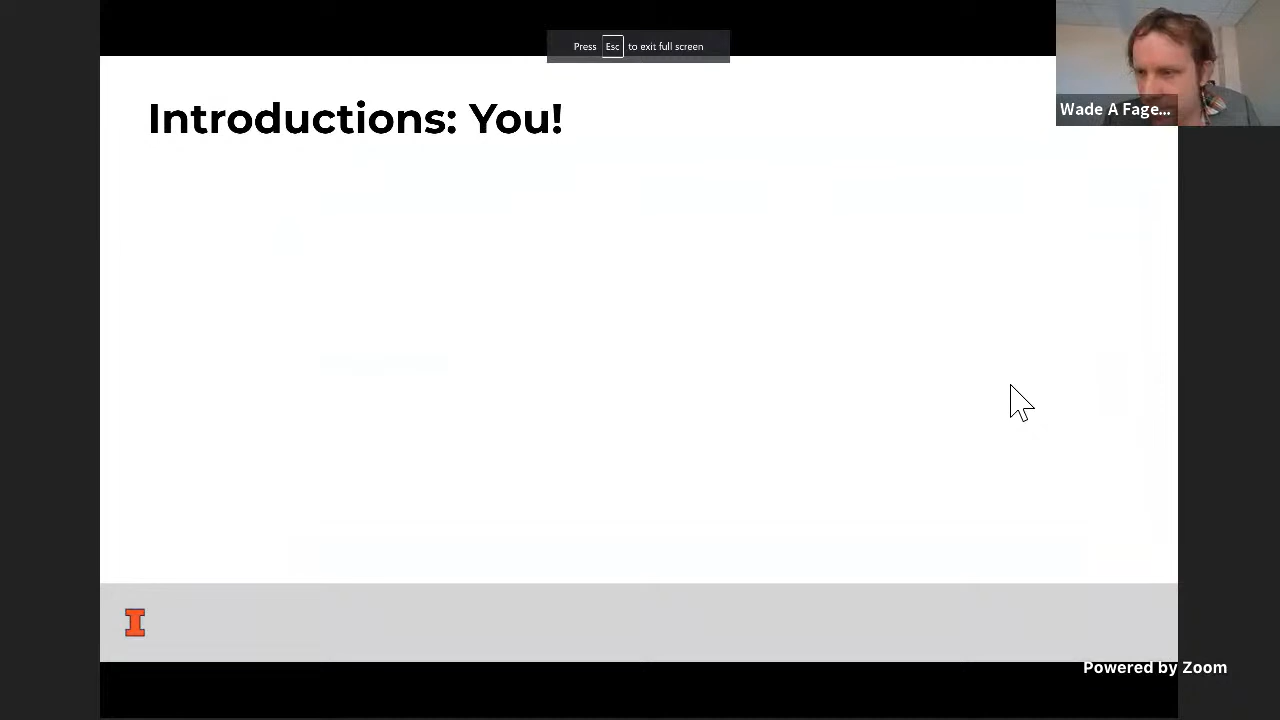 Press Esc to exit full screen
Introductions: You!
Wade A Fage...
I
Powered by Zoom